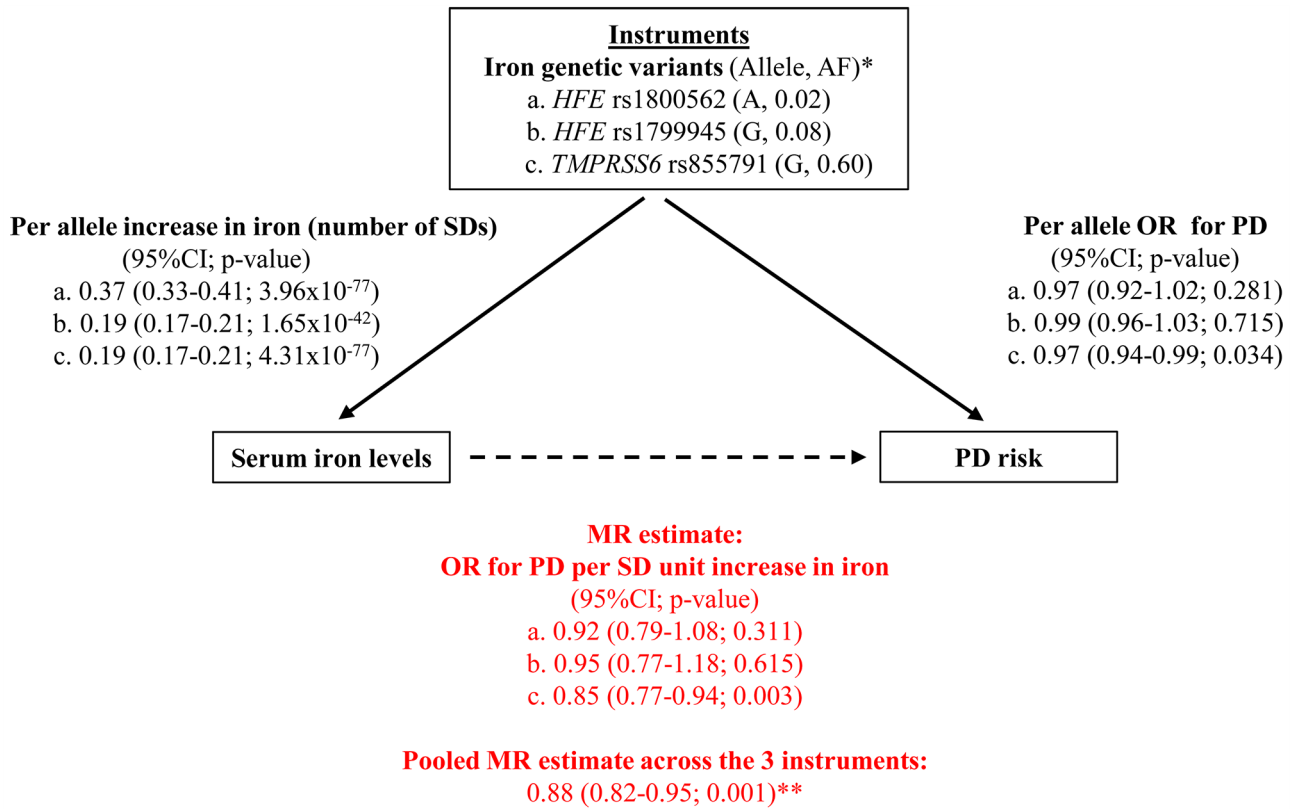 Instruments
Iron genetic variants (Allele, AF)*
a. HFE rs1800562 (A, 0.02)
b. HFE rs1799945 (G, 0.08)
c. TMPRSS6 rs855791 (G, 0.60)
Per allele increase in iron (number of SDs)
(95%CI; p-value)
a. 0.37 (0.33-0.41; 3.96x10⁻⁷⁷)
b. 0.19 (0.17-0.21; 1.65x10⁻⁴²)
c. 0.19 (0.17-0.21; 4.31x10⁻⁷⁷)
Per allele OR for PD
(95%CI; p-value)
a. 0.97 (0.92-1.02; 0.281)
b. 0.99 (0.96-1.03; 0.715)
c. 0.97 (0.94-0.99; 0.034)
Serum iron levels
PD risk
MR estimate:
OR for PD per SD unit increase in iron
(95%CI; p-value)
a. 0.92 (0.79-1.08; 0.311)
b. 0.95 (0.77-1.18; 0.615)
c. 0.85 (0.77-0.94; 0.003)
Pooled MR estimate across the 3 instruments:
0.88 (0.82-0.95; 0.001)**